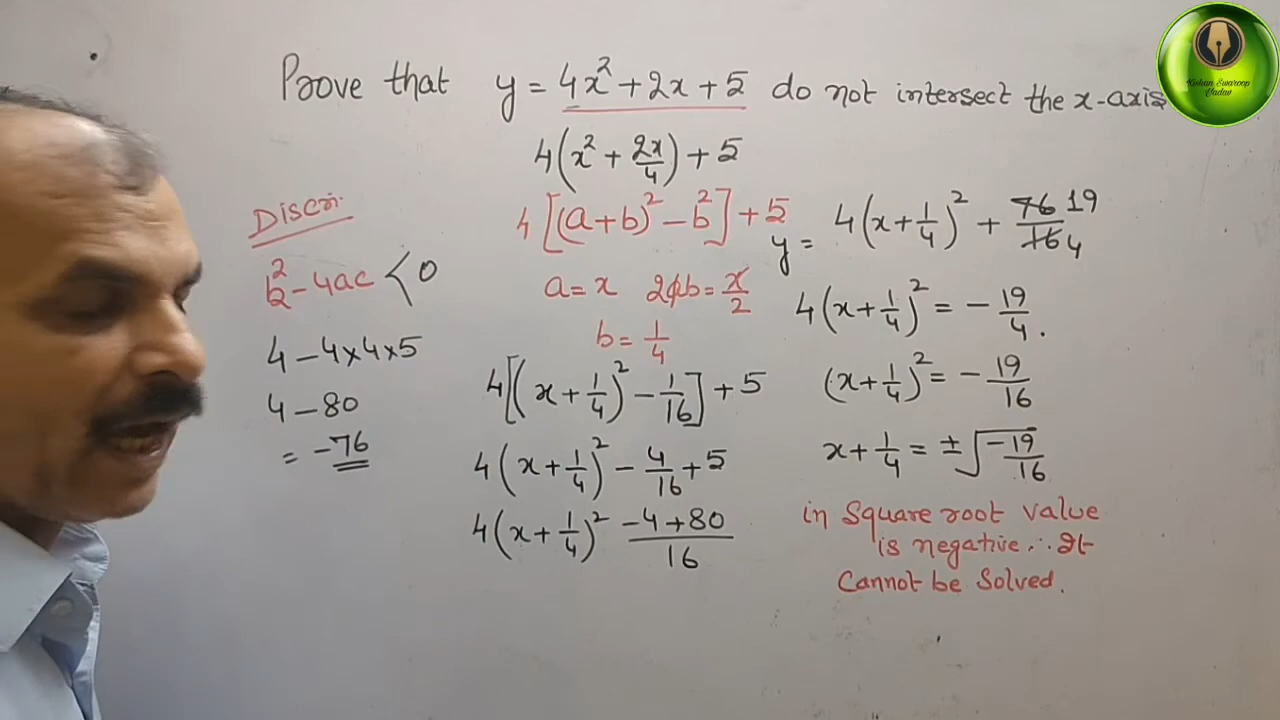 Prove that y = 4x² + 2x + 5 do not intersect the x-axis
4(x² + 2x/4) + 5
Discri.
b² - 4ac < 0
4 - 4×4×5
4 - 80
= -76
4[(a+b)² - b²] + 5
a = x 2ab = x/2
b = 1/4
4[(x + 1/4)² - 1/16] + 5
4(x + 1/4)² - 4/16 + 5
4(x + 1/4)² (-4 + 80)/16
y = 4(x + 1/4)² + 76/16 19/4
4(x + 1/4)² = - 19/4.
(x + 1/4)² = - 19/16
x + 1/4 = ± √(-19/16)
in Square root value
is negative ∴ It
Cannot be Solved.
Kishan Swaroop
Yadav